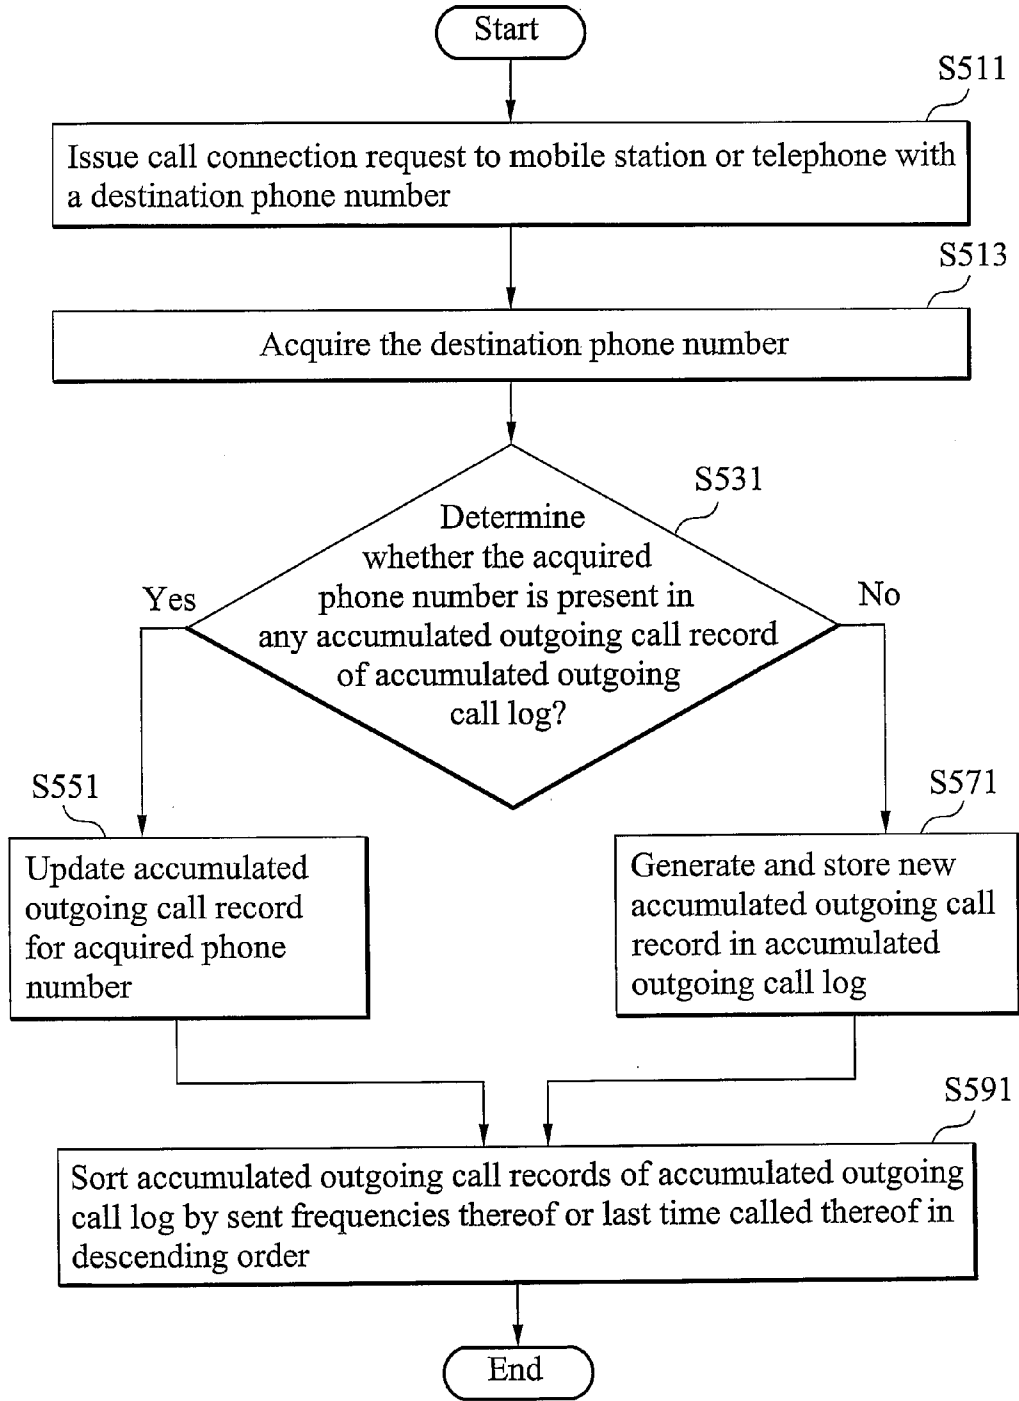 Start
S511
Issue call connection request to mobile station or telephone with
a destination phone number
S513
Acquire the destination phone number
S531
Determine
whether the acquired
phone number is present in
any accumulated outgoing call record
of accumulated outgoing
call log?
Yes
No
S551
Update accumulated
outgoing call record
for acquired phone
number
S571
Generate and store new
accumulated outgoing call
record in accumulated
outgoing call log
S591
Sort accumulated outgoing call records of accumulated outgoing
call log by sent frequencies thereof or last time called thereof in
descending order
End